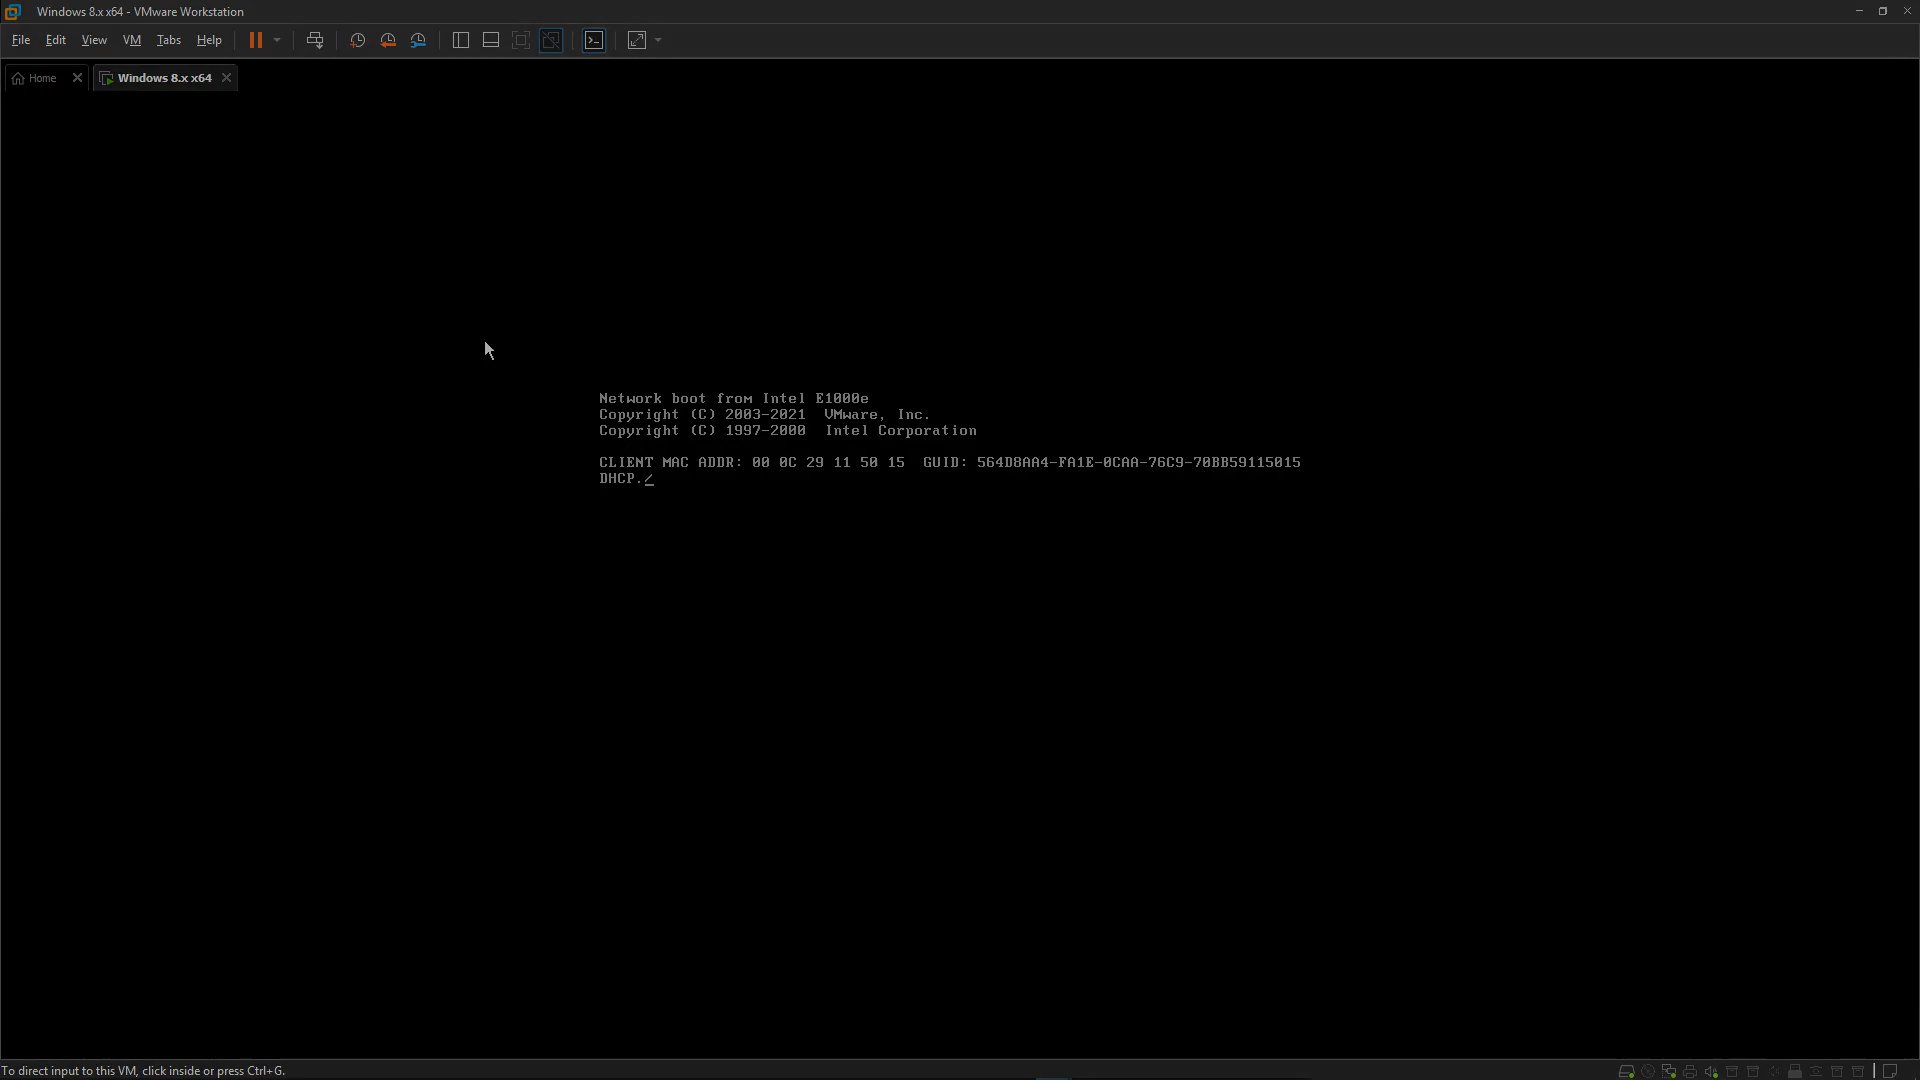 Windows 8.x x64 - VMware Workstation
File Edit View VM Tabs Help
Home Windows 8.x x64
Network boot from Intel E1000e
Copyright (C) 2003-2021 VMware, Inc.
Copyright (C) 1997-2000 Intel Corporation
CLIENT MAC ADDR: 00 0C 29 11 50 15 GUID: 564D8AA4-FA1E-0CAA-76C9-70BB59115015
DHCP./
To direct input to this VM, click inside or press Ctrl+G.